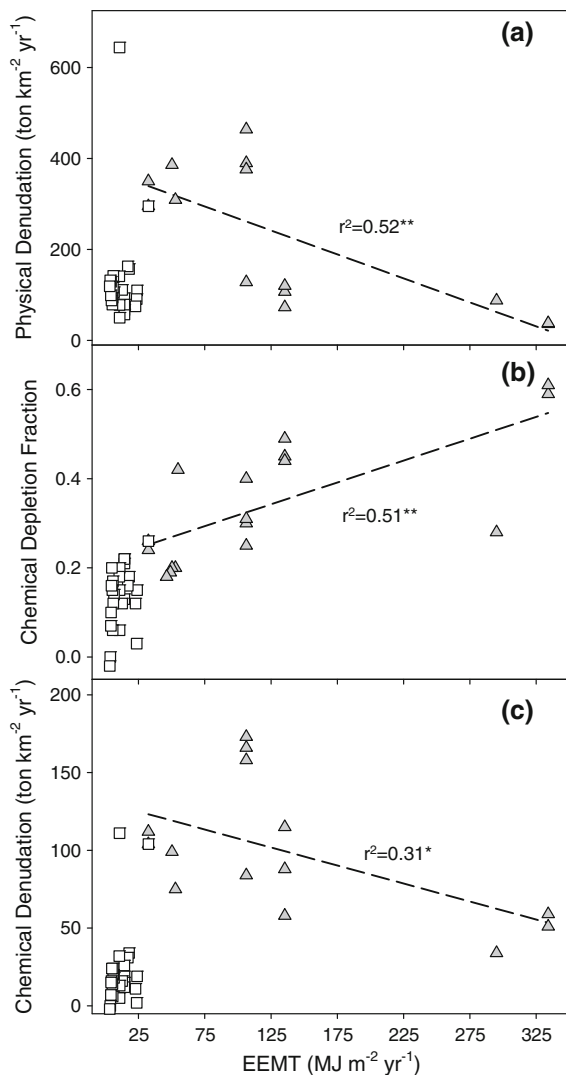 (a)
Physical Denudation (ton km⁻² yr⁻¹)
600
400
200
0
r²=0.52**
(b)
Chemical Depletion Fraction
0.6
0.4
0.2
0.0
r²=0.51**
(c)
Chemical Denudation (ton km⁻² yr⁻¹)
200
150
100
50
0
r²=0.31*
25 75 125 175 225 275 325
EEMT (MJ m⁻² yr⁻¹)